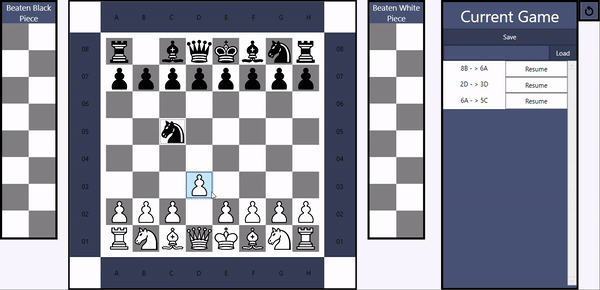 Beaten Black
Piece
A B C D E F G H
08 08
07 07
06 06
05 05
04 04
03 03
02 02
01 01
A B C D E F G H
Beaten White
Piece
Current Game
Save
Load
8B -> 6A Resume
2D -> 3D Resume
6A -> 5C Resume